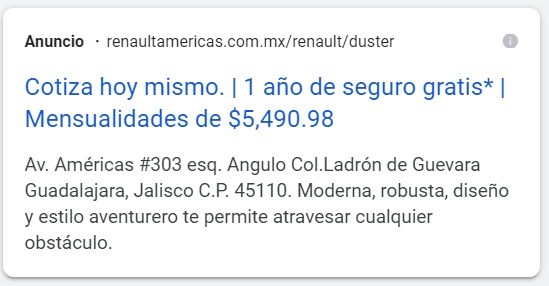 Anuncio · renaultamericas.com.mx/renault/duster
Cotiza hoy mismo. | 1 año de seguro gratis* |
Mensualidades de $5,490.98
Av. Américas #303 esq. Angulo Col.Ladrón de Guevara
Guadalajara, Jalisco C.P. 45110. Moderna, robusta, diseño
y estilo aventurero te permite atravesar cualquier
obstáculo.